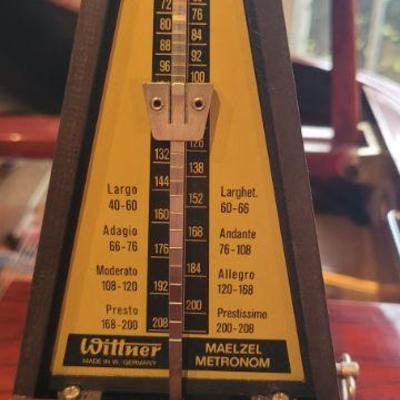 72
76
80
84
88
92
96
100
126
132
138
144
152
160
168
176
184
192
200
208
Largo
40-60
Larghet.
60-66
Adagio
66-76
Andante
76-108
Moderato
108-120
Allegro
120-168
Presto
168-200
Prestissimo
200-208
Wittner
MADE IN W.-GERMANY
MAELZEL
METRONOM